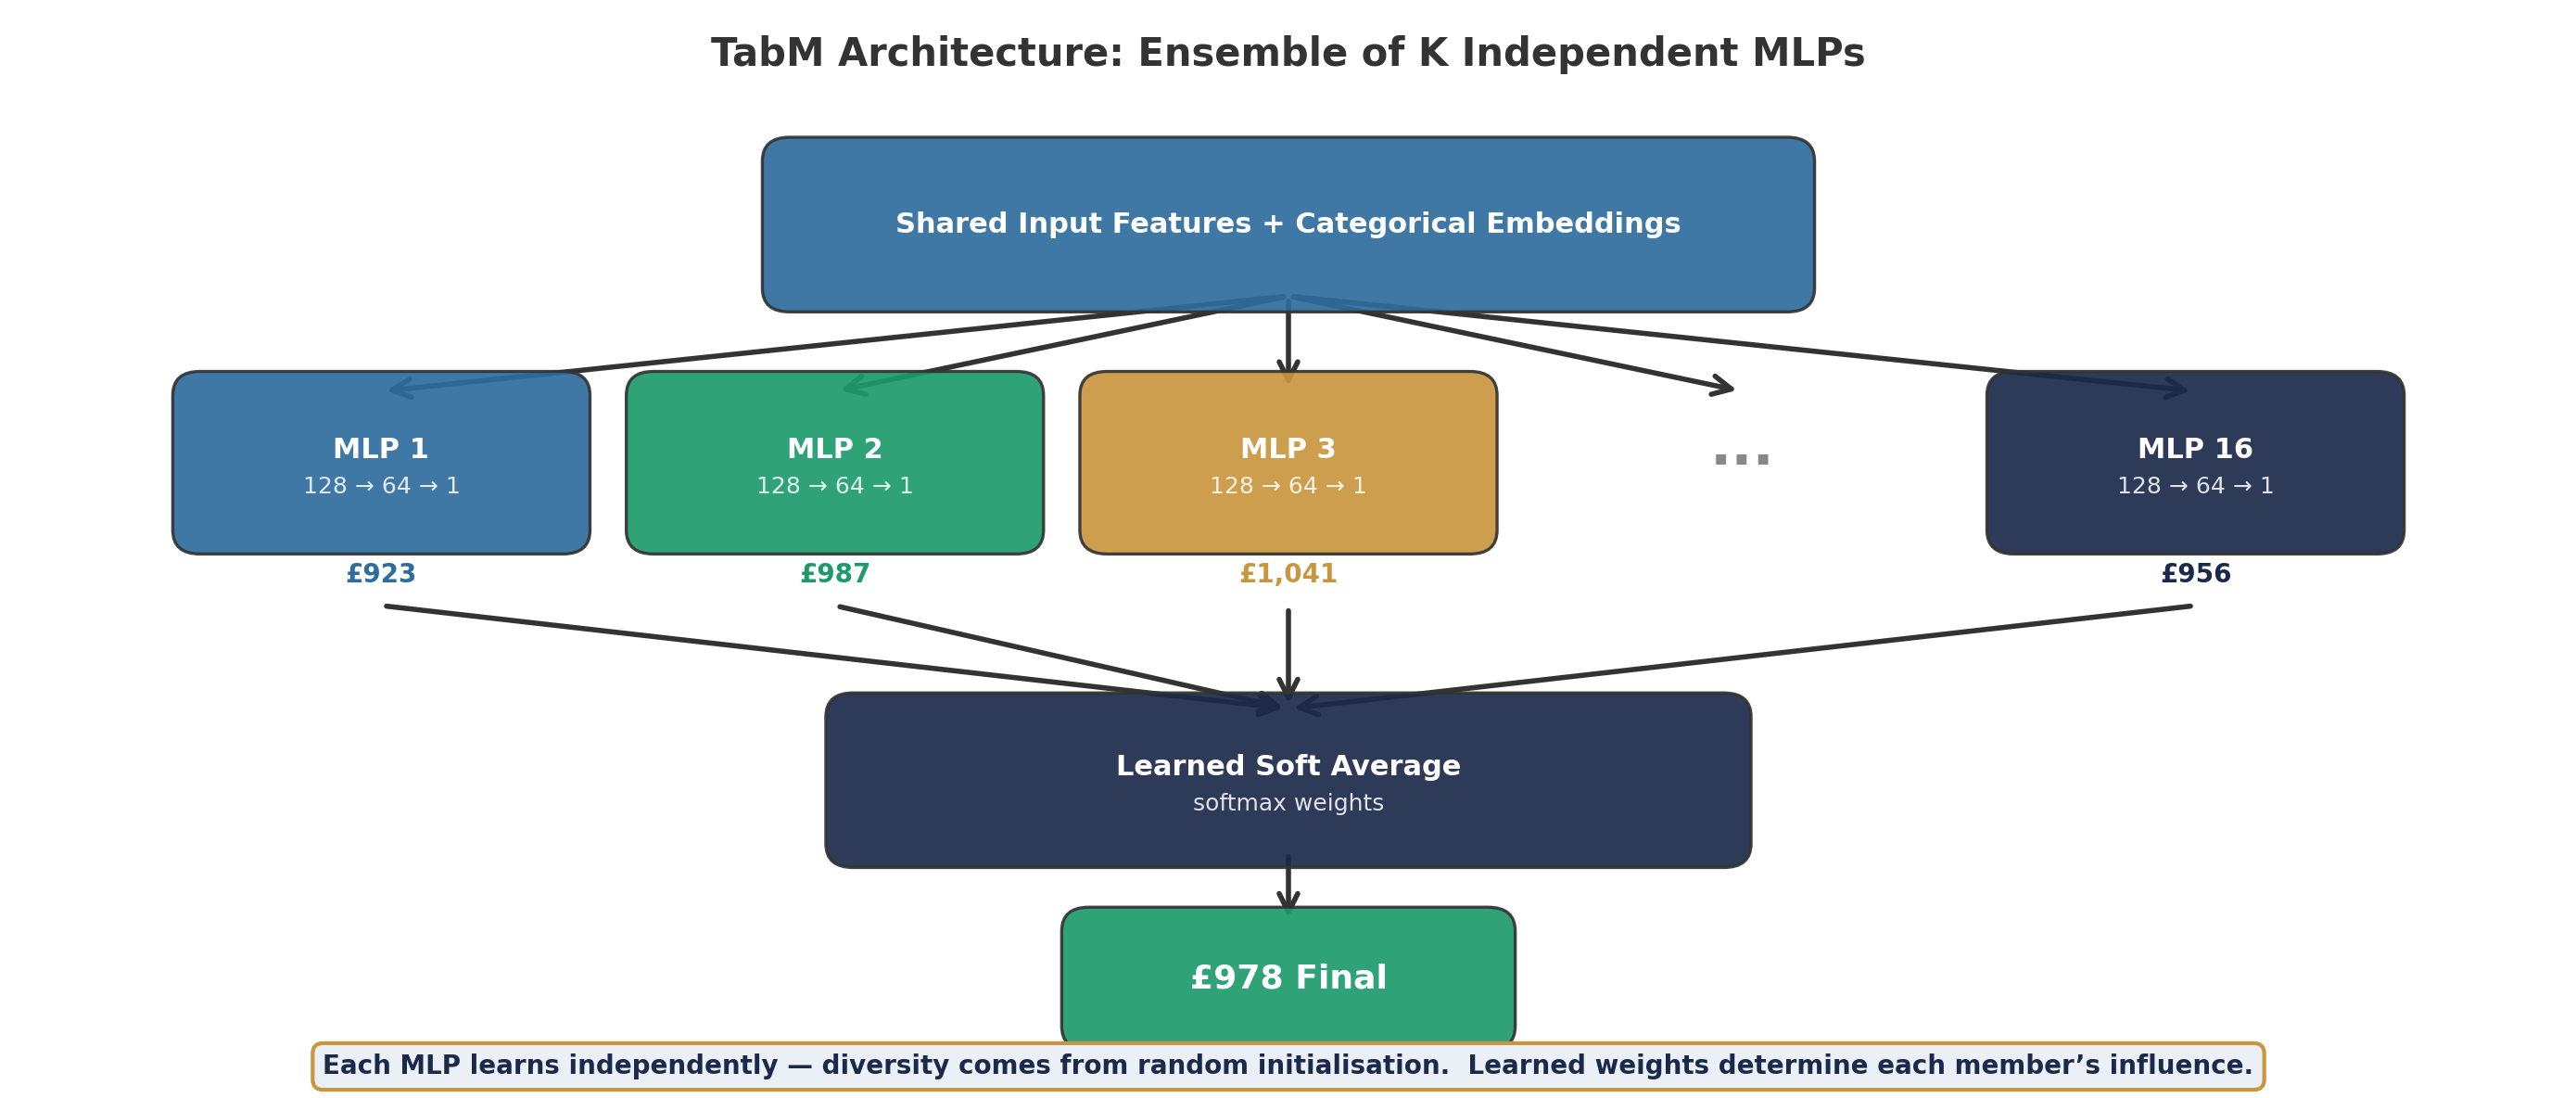 TabM Architecture: Ensemble of K Independent MLPs
Shared Input Features + Categorical Embeddings
MLP 1
128 → 64 → 1
MLP 2
128 → 64 → 1
MLP 3
128 → 64 → 1
...
MLP 16
128 → 64 → 1
£923
£987
£1,041
£956
Learned Soft Average
softmax weights
£978 Final
Each MLP learns independently — diversity comes from random initialisation.  Learned weights determine each member’s influence.